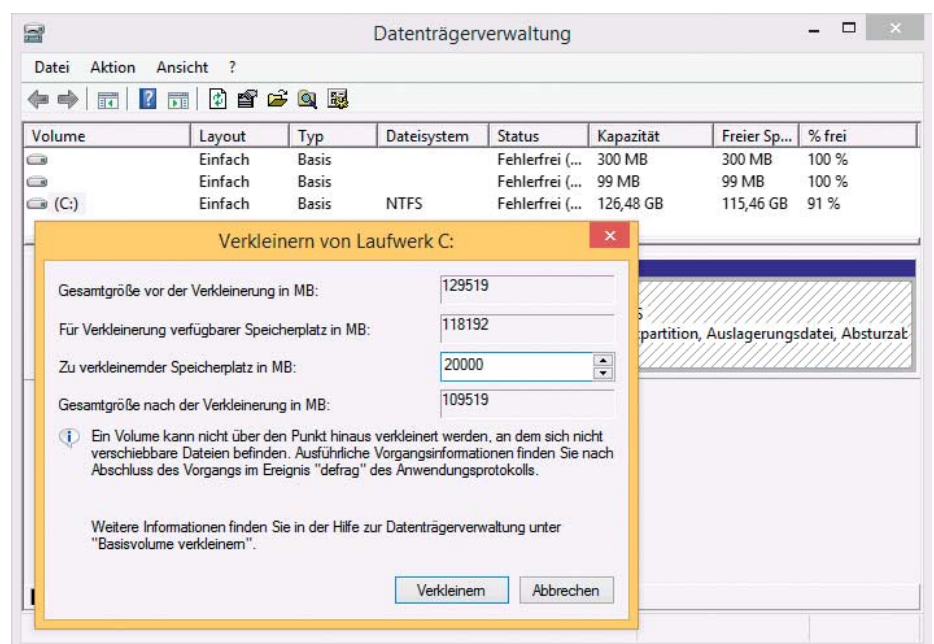 Datenträgerverwaltung
Datei Aktion Ansicht ?
Volume Layout Typ Dateisystem Status Kapazität Freier Sp... % frei
Einfach Basis Fehlerfrei (... 300 MB 300 MB 100 %
Einfach Basis Fehlerfrei (... 99 MB 99 MB 100 %
(C:) Einfach Basis NTFS Fehlerfrei (... 126,48 GB 115,46 GB 91 %
Verkleinern von Laufwerk C:
Gesamtgröße vor der Verkleinerung in MB: 129519
Für Verkleinerung verfügbarer Speicherplatz in MB: 118192
Zu verkleinernder Speicherplatz in MB: 20000
Gesamtgröße nach der Verkleinerung in MB: 109519
Ein Volume kann nicht über den Punkt hinaus verkleinert werden, an dem sich nicht
verschiebbare Dateien befinden. Ausführliche Vorgangsinformationen finden Sie nach
Abschluss des Vorgangs im Ereignis "defrag" des Anwendungsprotokolls.
Weitere Informationen finden Sie in der Hilfe zur Datenträgerverwaltung unter
"Basisvolume verkleinern".
Verkleinern Abbrechen
partition, Auslagerungsdatei, Absturzab